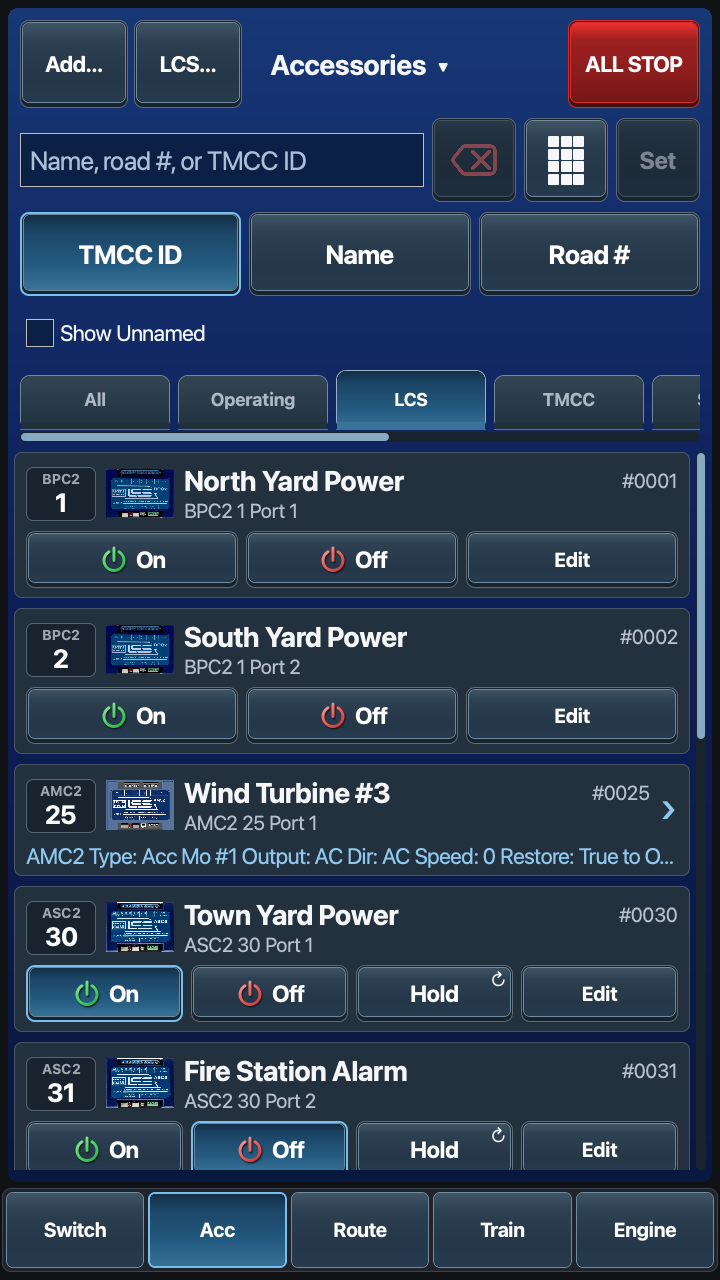 Add...
LCS...
Accessories ▼
ALL STOP
Name, road #, or TMCC ID
Set
TMCC ID
Name
Road #
Show Unnamed
All
Operating
LCS
TMCC
BPC2
1
North Yard Power
#0001
BPC2 1 Port 1
On
Off
Edit
BPC2
2
South Yard Power
#0002
BPC2 1 Port 2
On
Off
Edit
AMC2
25
Wind Turbine #3
#0025
AMC2 25 Port 1
AMC2 Type: Acc Mo #1 Output: AC Dir: AC Speed: 0 Restore: True to O...
ASC2
30
Town Yard Power
#0030
ASC2 30 Port 1
On
Off
Hold
Edit
ASC2
31
Fire Station Alarm
#0031
ASC2 30 Port 2
On
Off
Hold
Edit
Switch
Acc
Route
Train
Engine